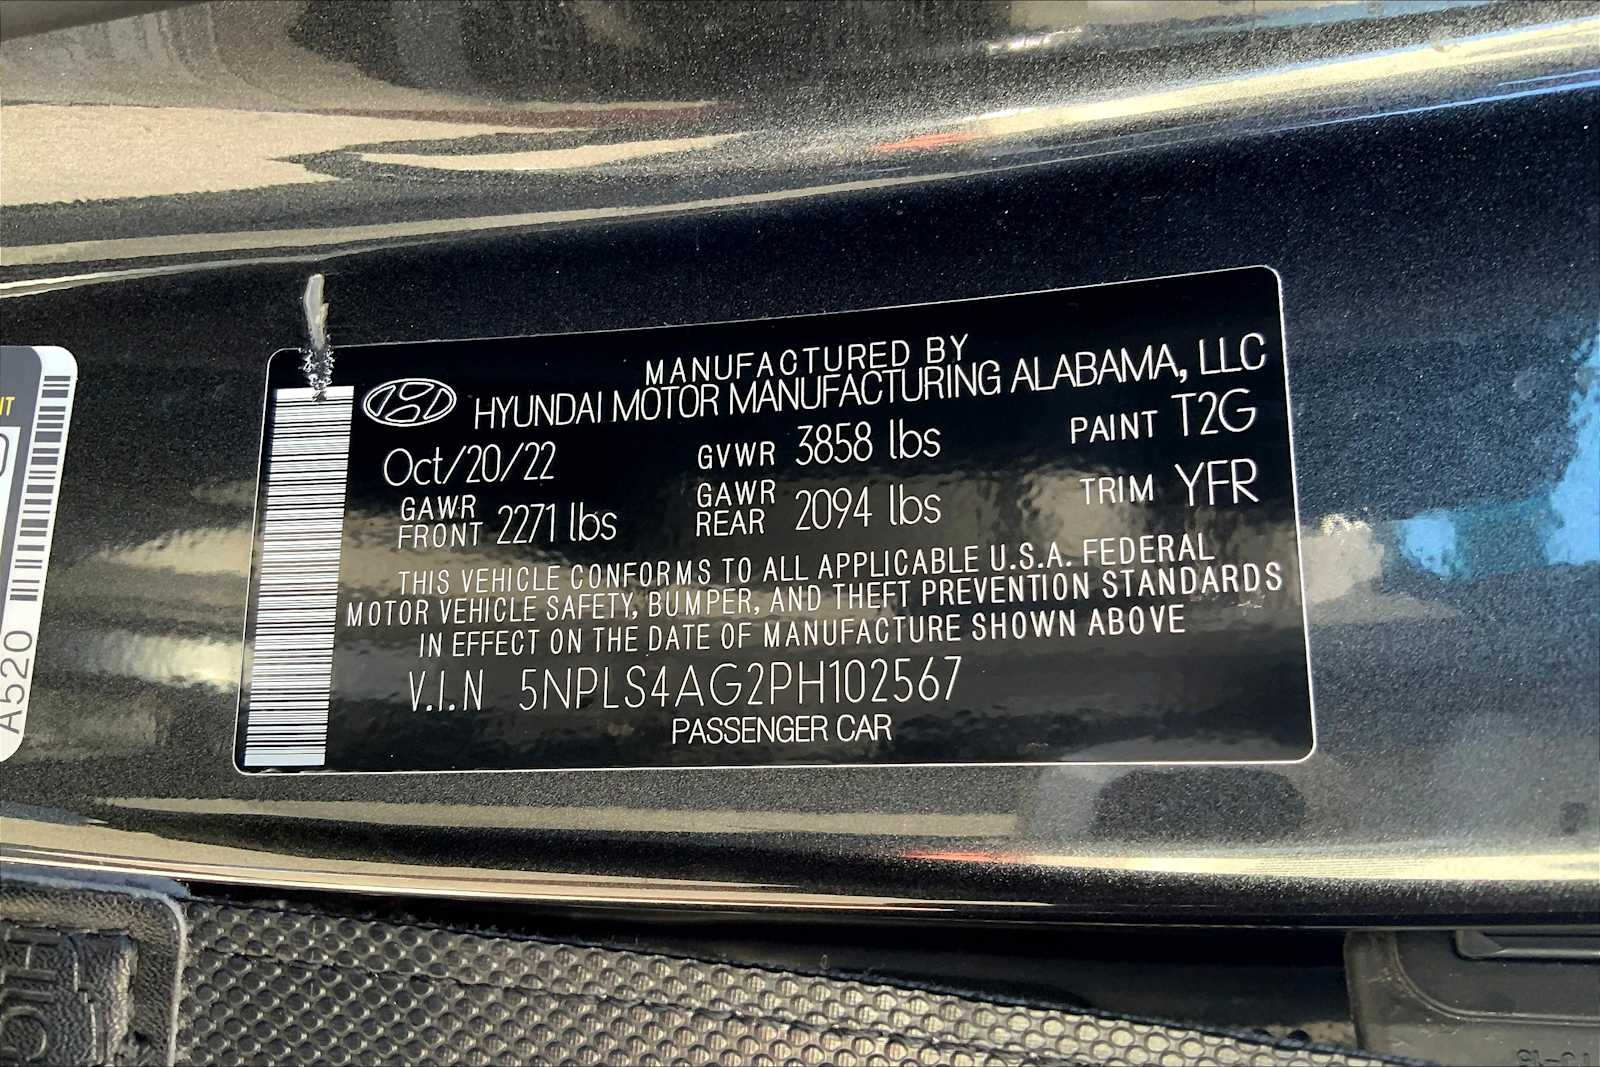 MANUFACTURED BY
HYUNDAI MOTOR MANUFACTURING ALABAMA, LLC
Oct/20/22 GVWR 3858 lbs PAINT T2G
GAWR FRONT 2271 lbs GAWR REAR 2094 lbs TRIM YFR
THIS VEHICLE CONFORMS TO ALL APPLICABLE U.S.A. FEDERAL
MOTOR VEHICLE SAFETY, BUMPER, AND THEFT PREVENTION STANDARDS
IN EFFECT ON THE DATE OF MANUFACTURE SHOWN ABOVE
V.I.N 5NPLS4AG2PH102567
PASSENGER CAR
A520